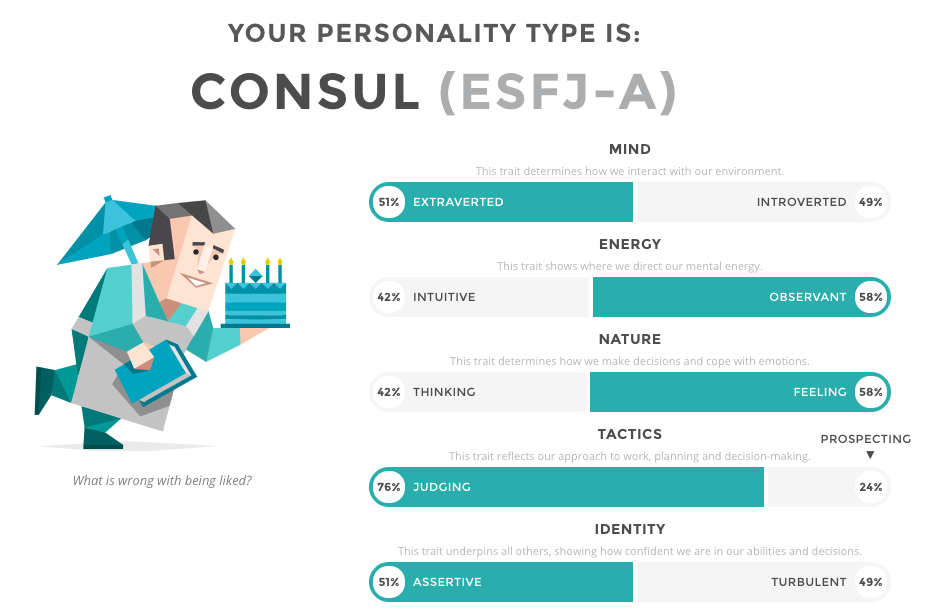 YOUR PERSONALITY TYPE IS:
CONSUL (ESFJ-A)
MIND
This trait determines how we interact with our environment.
51% EXTRAVERTED INTROVERTED 49%
ENERGY
This trait shows where we direct our mental energy.
42% INTUITIVE OBSERVANT 58%
NATURE
This trait determines how we make decisions and cope with emotions.
42% THINKING FEELING 58%
TACTICS
PROSPECTING
This trait reflects our approach to work, planning and decision-making.
76% JUDGING 24%
What is wrong with being liked?
IDENTITY
This trait underpins all others, showing how confident we are in our abilities and decisions.
51% ASSERTIVE TURBULENT 49%